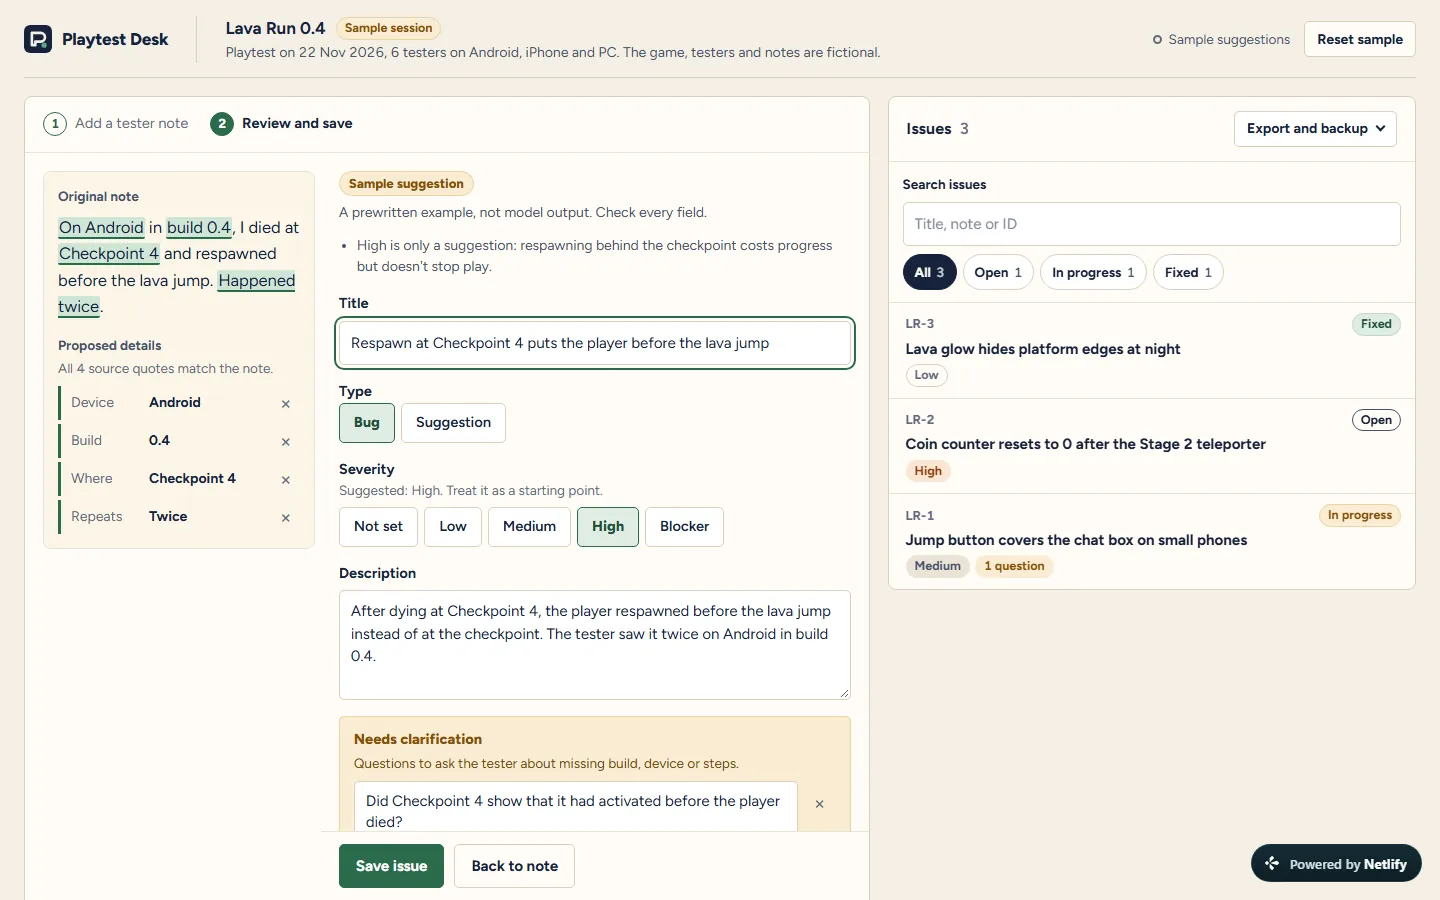 Playtest Desk
Lava Run 0.4
Sample session
Playtest on 22 Nov 2026, 6 testers on Android, iPhone and PC. The game, testers and notes are fictional.
Sample suggestions
Reset sample
1 Add a tester note
2 Review and save
Original note
On Android in build 0.4, I died at
Checkpoint 4 and respawned
before the lava jump. Happened
twice.
Proposed details
All 4 source quotes match the note.
Device Android ×
Build 0.4 ×
Where Checkpoint 4 ×
Repeats Twice ×
Sample suggestion
A prewritten example, not model output. Check every field.
• High is only a suggestion: respawning behind the checkpoint costs progress
but doesn't stop play.
Title
Respawn at Checkpoint 4 puts the player before the lava jump
Type
Bug Suggestion
Severity
Suggested: High. Treat it as a starting point.
Not set Low Medium High Blocker
Description
After dying at Checkpoint 4, the player respawned before the lava jump
instead of at the checkpoint. The tester saw it twice on Android in build
0.4.
Needs clarification
Questions to ask the tester about missing build, device or steps.
Did Checkpoint 4 show that it had activated before the player ×
died?
Save issue Back to note
Issues 3
Export and backup
Search issues
Title, note or ID
All 3 Open 1 In progress 1 Fixed 1
LR-3 Fixed
Lava glow hides platform edges at night
Low
LR-2 Open
Coin counter resets to 0 after the Stage 2 teleporter
High
LR-1 In progress
Jump button covers the chat box on small phones
Medium 1 question
Powered by Netlify